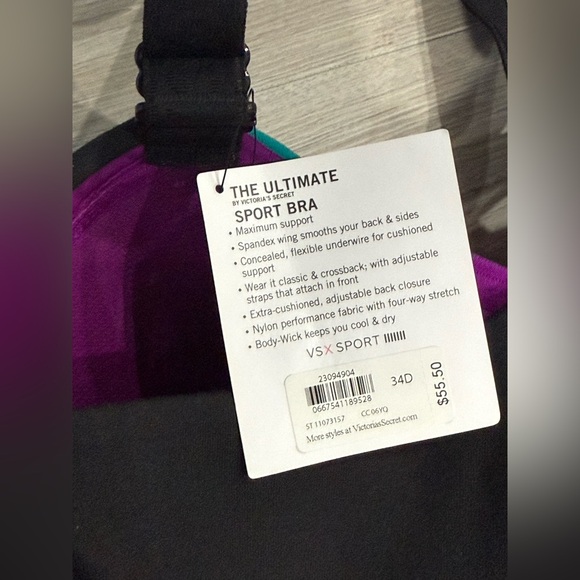 THE ULTIMATE
BY VICTORIA'S SECRET
SPORT BRA
• Maximum support
• Spandex wing smooths your back & sides
• Concealed, flexible underwire for cushioned
support
• Wear it classic & crossback; with adjustable
straps that attach in front
• Extra-cushioned, adjustable back closure
• Nylon performance fabric with four-way stretch
• Body-Wick keeps you cool & dry
VSX SPORT
23094904
34D
$55.50
0667541189528
ST 11073157 CC 06YQ
More styles at VictoriasSecret.com